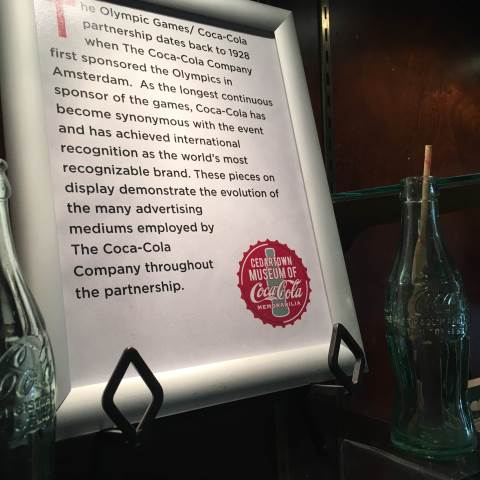 The Olympic Games/ Coca-Cola
partnership dates back to 1928
when The Coca-Cola Company
first sponsored the Olympics in
Amsterdam. As the longest continuous
sponsor of the games, Coca-Cola has
become synonymous with the event
and has achieved international
recognition as the world's most
recognizable brand. These pieces on
display demonstrate the evolution of
the many advertising
mediums employed by
The Coca-Cola
Company throughout
the partnership.
CEDARTOWN
MUSEUM OF
Coca-Cola
MEMORABILIA